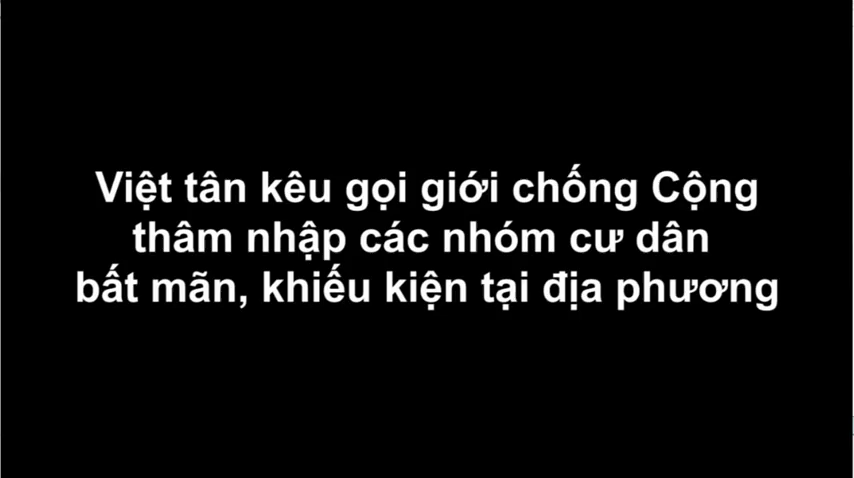 Việt tân kêu gọi giới chống Cộng
thâm nhập các nhóm cư dân
bất mãn, khiếu kiện tại địa phương